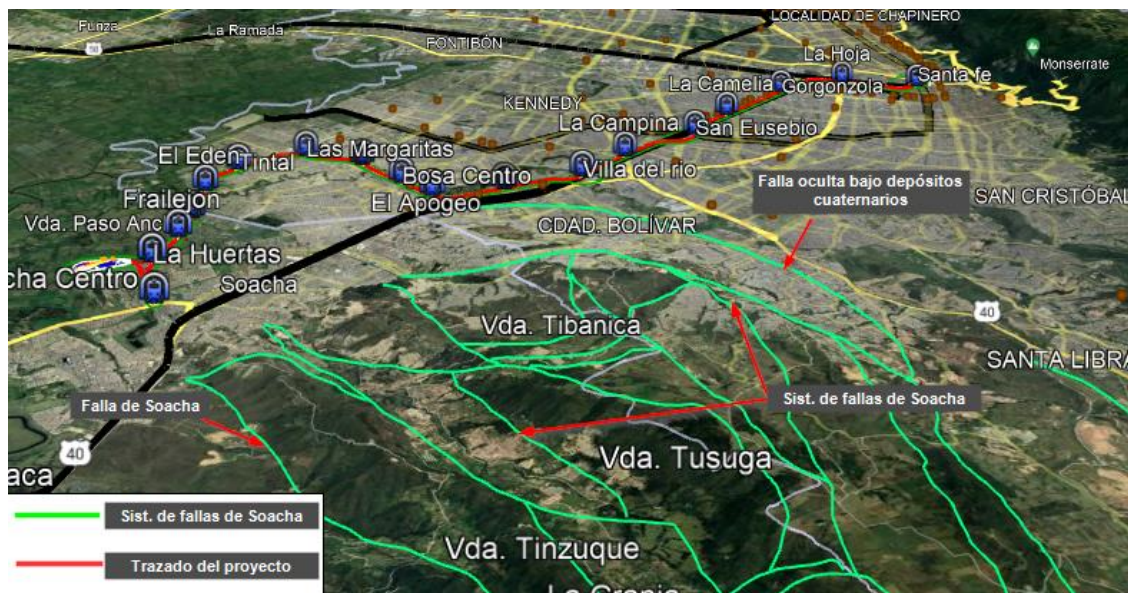 LOCALIDAD DE CHAPINERO
Funza
La Ramada
50
FONTIBÓN
La Hoja
Monserrate
La Camelia
Gorgonzola
Santa fe
KENNEDY
La Campina
San Eusebio
El Eden
Tintal
Las Margaritas
Bosa Centro
Villa del rio
Falla oculta bajo depósitos
cuaternarios
SAN CRISTÓBAL
Frailejon
El Apogeo
Vda. Paso Anc
CDAD. BOLÍVAR
La Huertas
cha Centro
Soacha
40
Vda. Tibanica
SANTA LIBRA
Falla de Soacha
Sist. de fallas de Soacha
40
Vda. Tusuga
aca
Sist. de fallas de Soacha
Vda. Tinzuque
Trazado del proyecto
La Grania